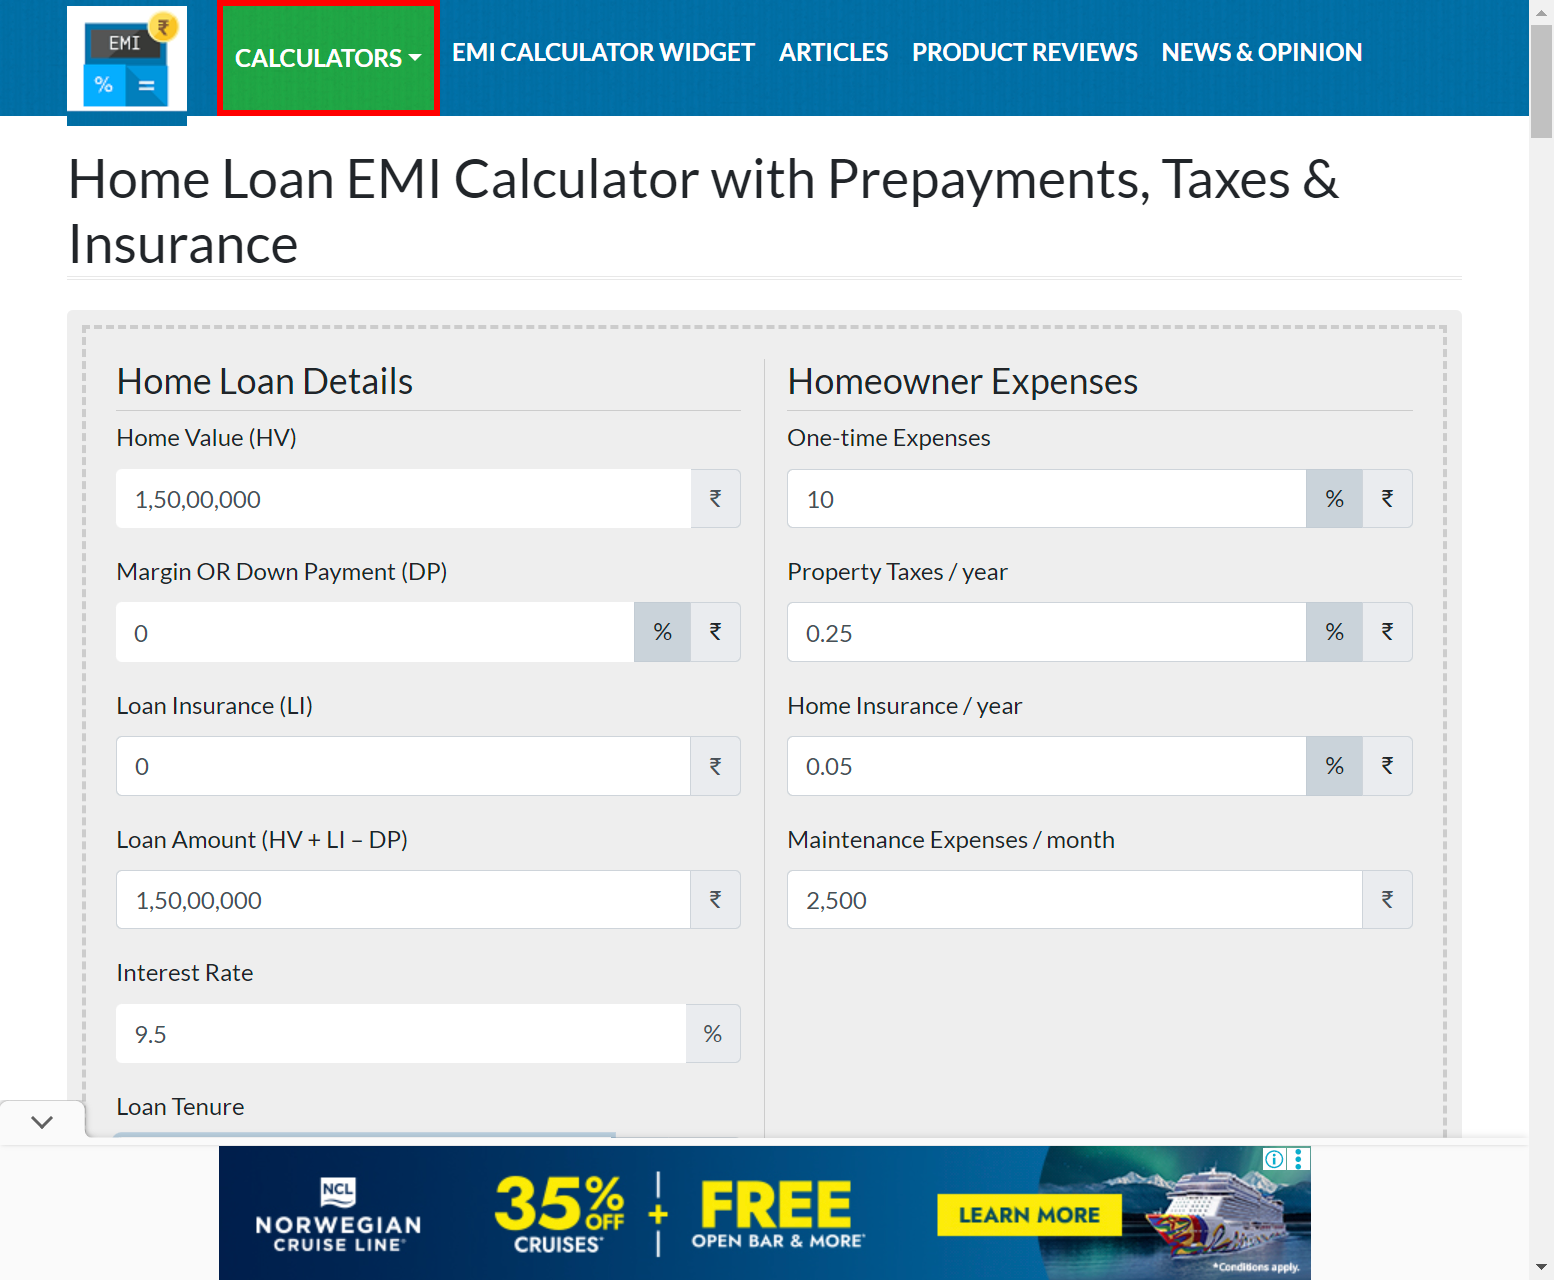 EMI
₹
%
=
CALCULATORS
EMI CALCULATOR WIDGET
ARTICLES
PRODUCT REVIEWS
NEWS & OPINION
Home Loan EMI Calculator with Prepayments, Taxes &
Insurance
Home Loan Details
Home Value (HV)
1,50,00,000 ₹
Margin OR Down Payment (DP)
0 % ₹
Loan Insurance (LI)
0 ₹
Loan Amount (HV + LI – DP)
1,50,00,000 ₹
Interest Rate
9.5 %
Loan Tenure
Homeowner Expenses
One-time Expenses
10 % ₹
Property Taxes / year
0.25 % ₹
Home Insurance / year
0.05 % ₹
Maintenance Expenses / month
2,500 ₹
NCL
NORWEGIAN
CRUISE LINE®
35% OFF
CRUISES*
+
FREE
OPEN BAR & MORE*
LEARN MORE
*Conditions apply.